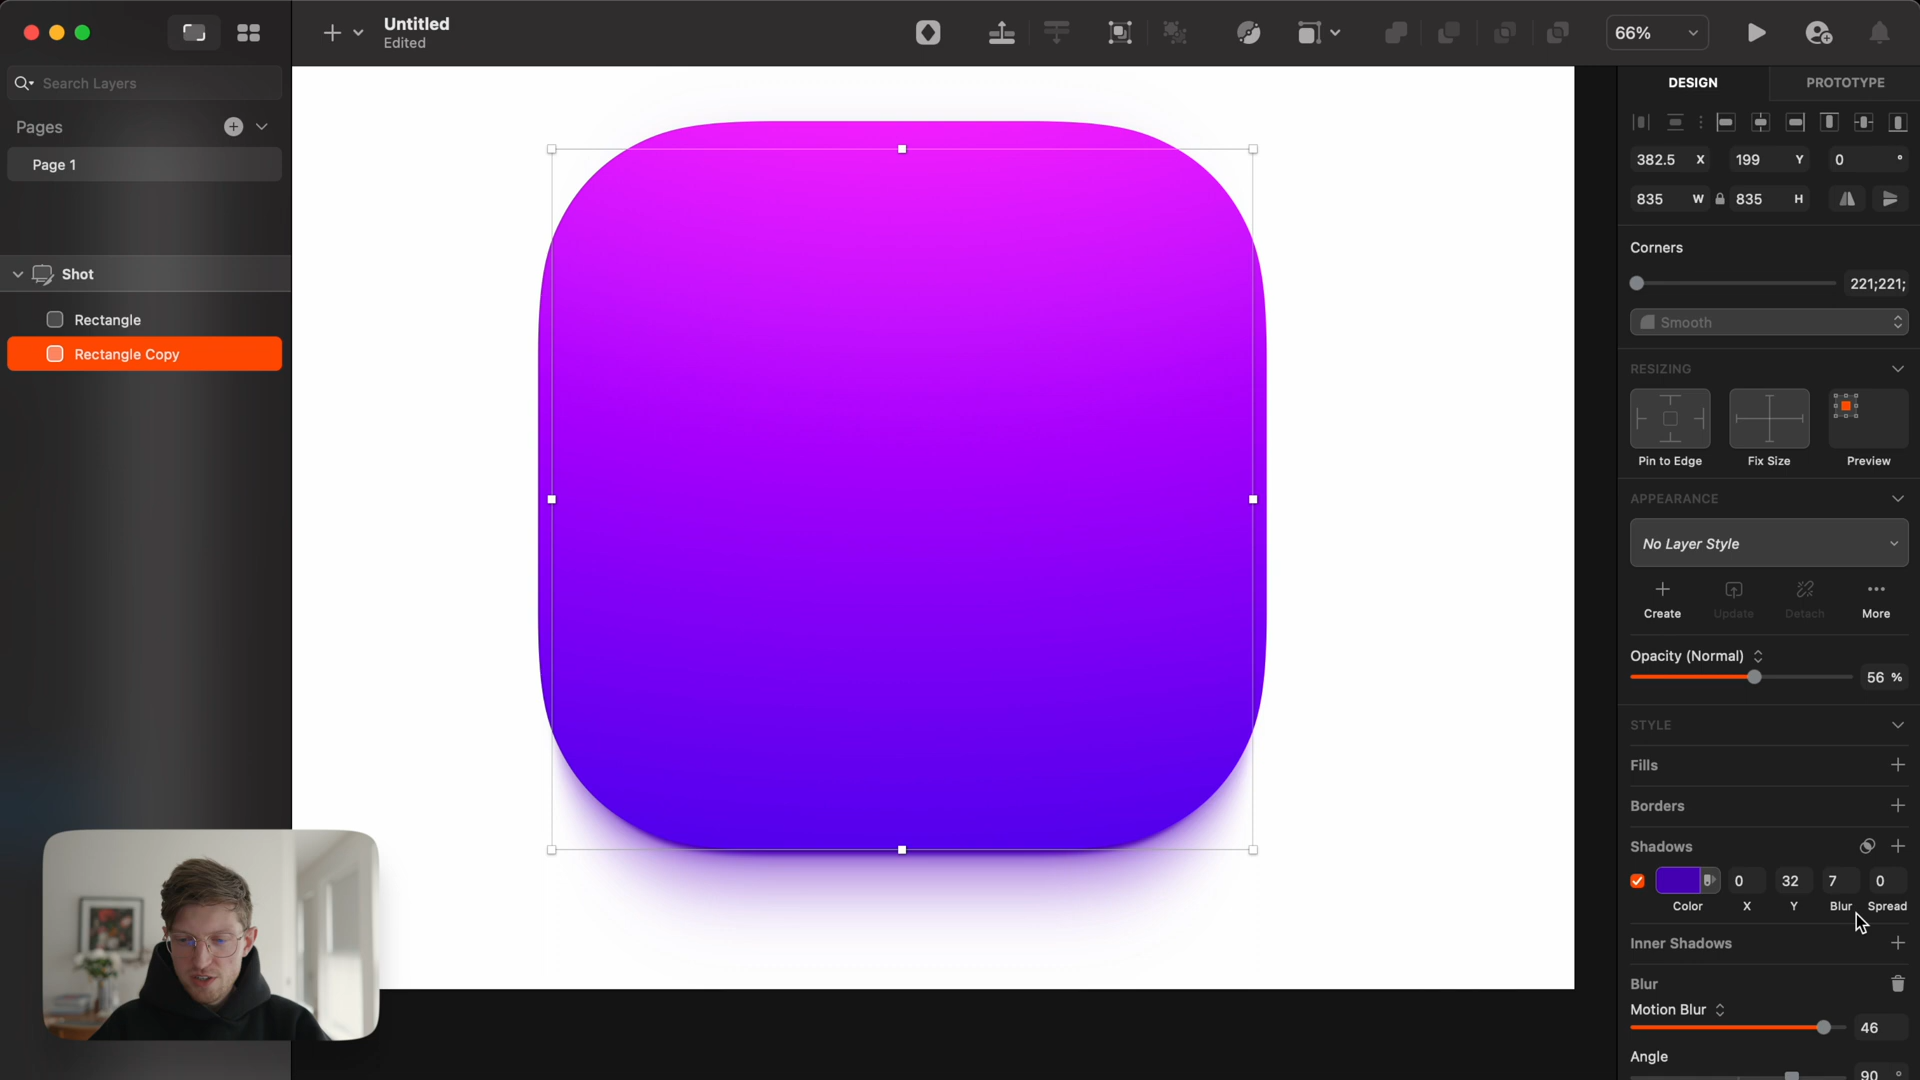 Untitled
Edited
66%
Search Layers
DESIGN
PROTOTYPE
Pages
Page 1
382.5 X
199 Y
0 °
835 W
835 H
Corners
221;221;
Smooth
Shot
Rectangle
Rectangle Copy
RESIZING
Pin to Edge
Fix Size
Preview
APPEARANCE
No Layer Style
Create
Update
Detach
More
Opacity (Normal)
56 %
STYLE
Fills
Borders
Shadows
0
32
7
0
Color
X
Y
Blur
Spread
Inner Shadows
Blur
Motion Blur
46
Angle
90 °